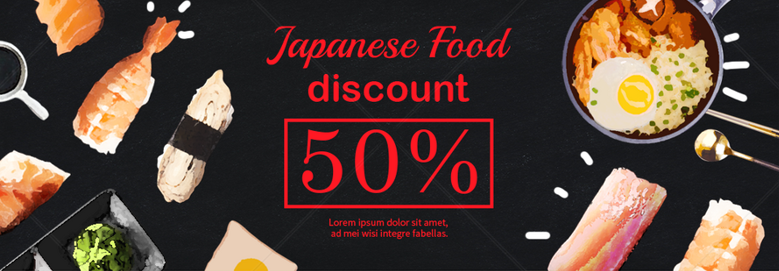 Japanese Food
discount
50%
Lorem ipsum dolor sit amet,
ad mei wisi integre fabellas.